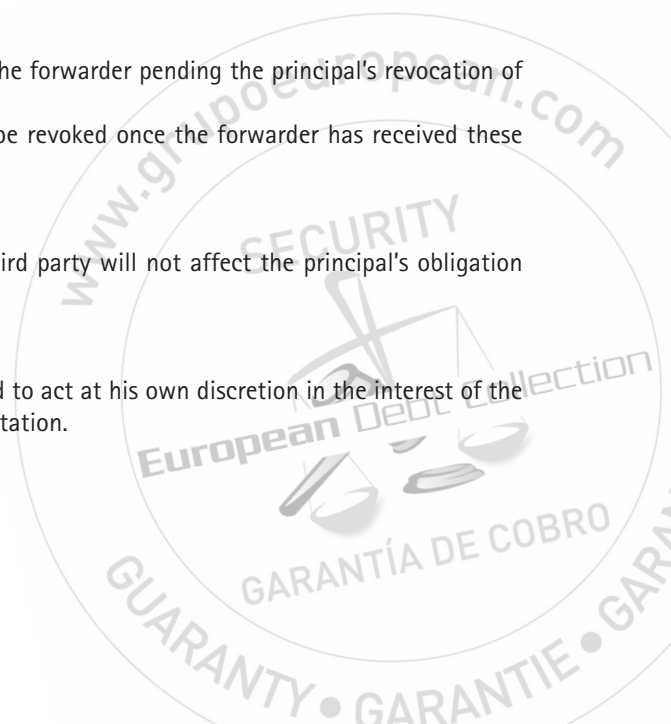 he forwarder pending the principal's revocation of
be revoked once the forwarder has received these
ird party will not affect the principal's obligation
d to act at his own discretion in the interest of the
tation.
www.grupoeuropean.com
SECURITY
European Debt Collection
GARANTÍA DE COBRO
GUARANTY • GARANTIE • GARAN